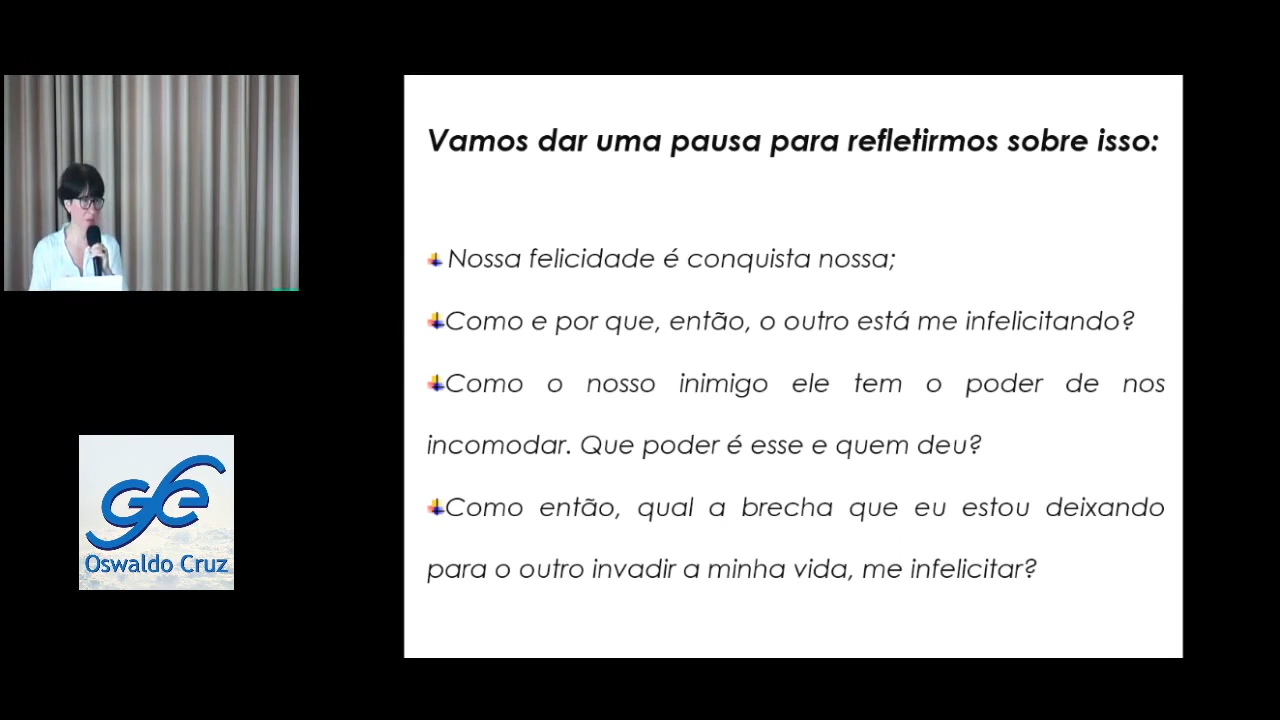 Vamos dar uma pausa para refletirmos sobre isso:
Nossa felicidade é conquista nossa;
Como e por que, então, o outro está me infelicitando?
Como o nosso inimigo ele tem o poder de nos
incomodar. Que poder é esse e quem deu?
Como então, qual a brecha que eu estou deixando
para o outro invadir a minha vida, me infelicitar?
gfe
Oswaldo Cruz